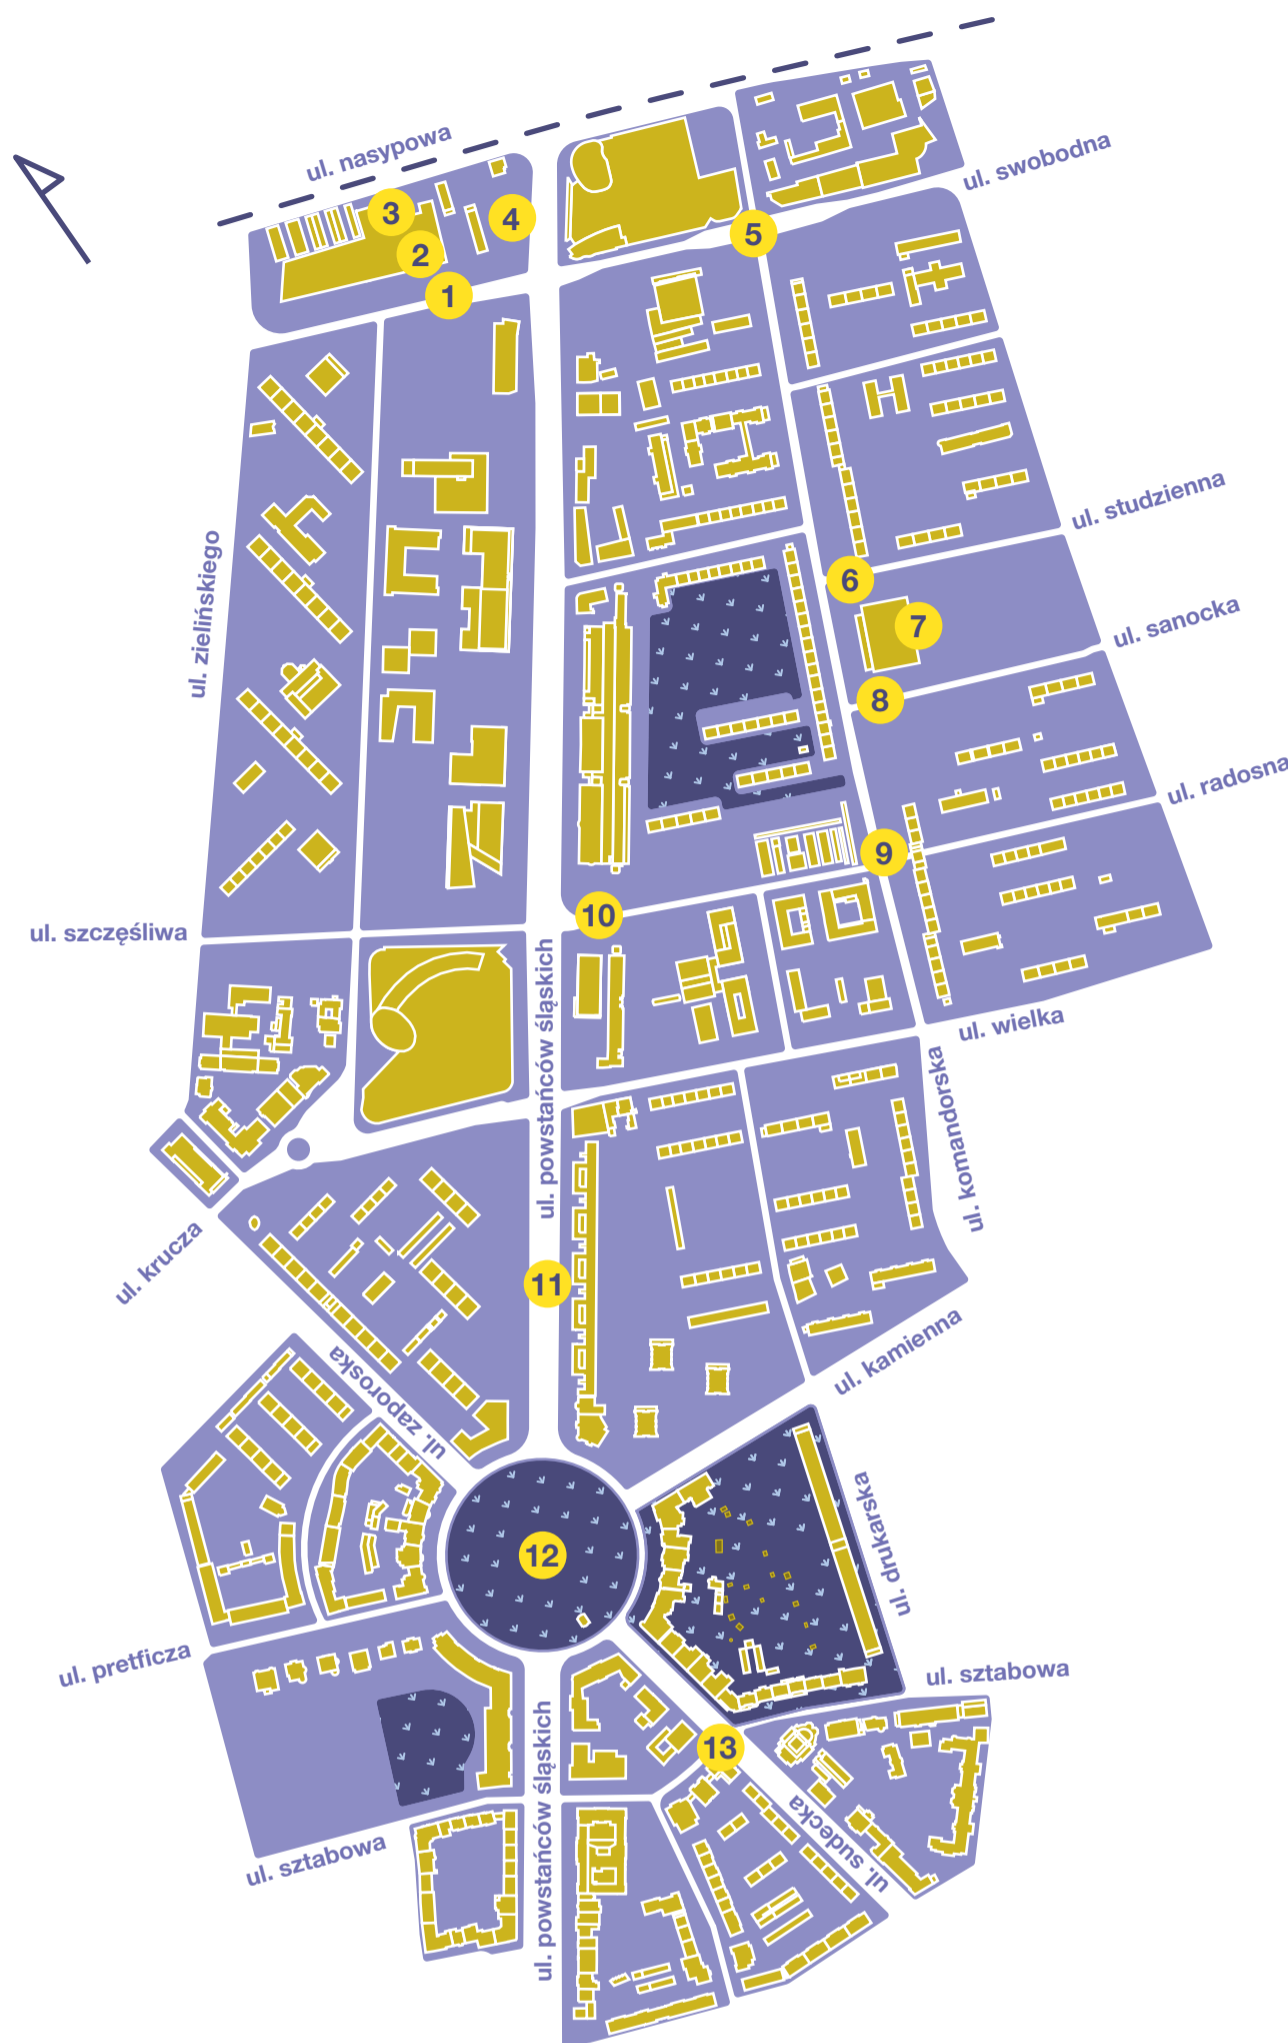 ul. nasypowa
ul. swobodna
3
4
2
5
1
ul. studzienna
ul. zielińskiego
6
7
ul. sanocka
8
ul. radosna
9
10
ul. szczęśliwa
ul. powstańców śląskich
ul. wielka
ul. komandorska
ul. krucza
11
ul. kamienna
ul. zaporoska
12
ul. drukarska
ul. pretficza
ul. sztabowa
13
ul. powstańców śląskich
ul. sudecka
ul. sztabowa